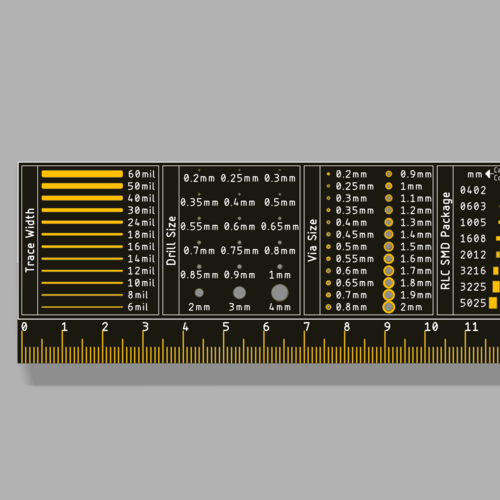 Trace Width
60mil
50mil
40mil
30mil
24mil
18mil
16mil
14mil
12mil
10mil
8mil
6mil
Drill Size
0.2mm 0.25mm 0.3mm
0.35mm 0.4mm 0.5mm
0.55mm 0.6mm 0.65mm
0.7mm 0.75mm 0.8mm
0.85mm 0.9mm 1mm
2mm 3mm 4mm
Via Size
0.2mm 0.9mm
0.25mm 1mm
0.3mm 1.1mm
0.35mm 1.2mm
0.4mm 1.3mm
0.45mm 1.4mm
0.5mm 1.5mm
0.55mm 1.6mm
0.6mm 1.7mm
0.65mm 1.8mm
0.7mm 1.9mm
0.8mm 2mm
RLC SMD Package
mm
0402
0603
1005
1608
2012
3216
3225
5025
0 1 2 3 4 5 6 7 8 9 10 11